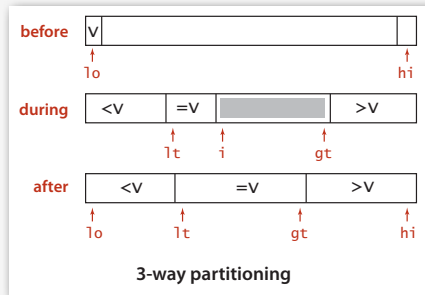 before v
lo hi
during <v =v >v
lt i gt
after <v =v >v
lo lt gt hi
3-way partitioning